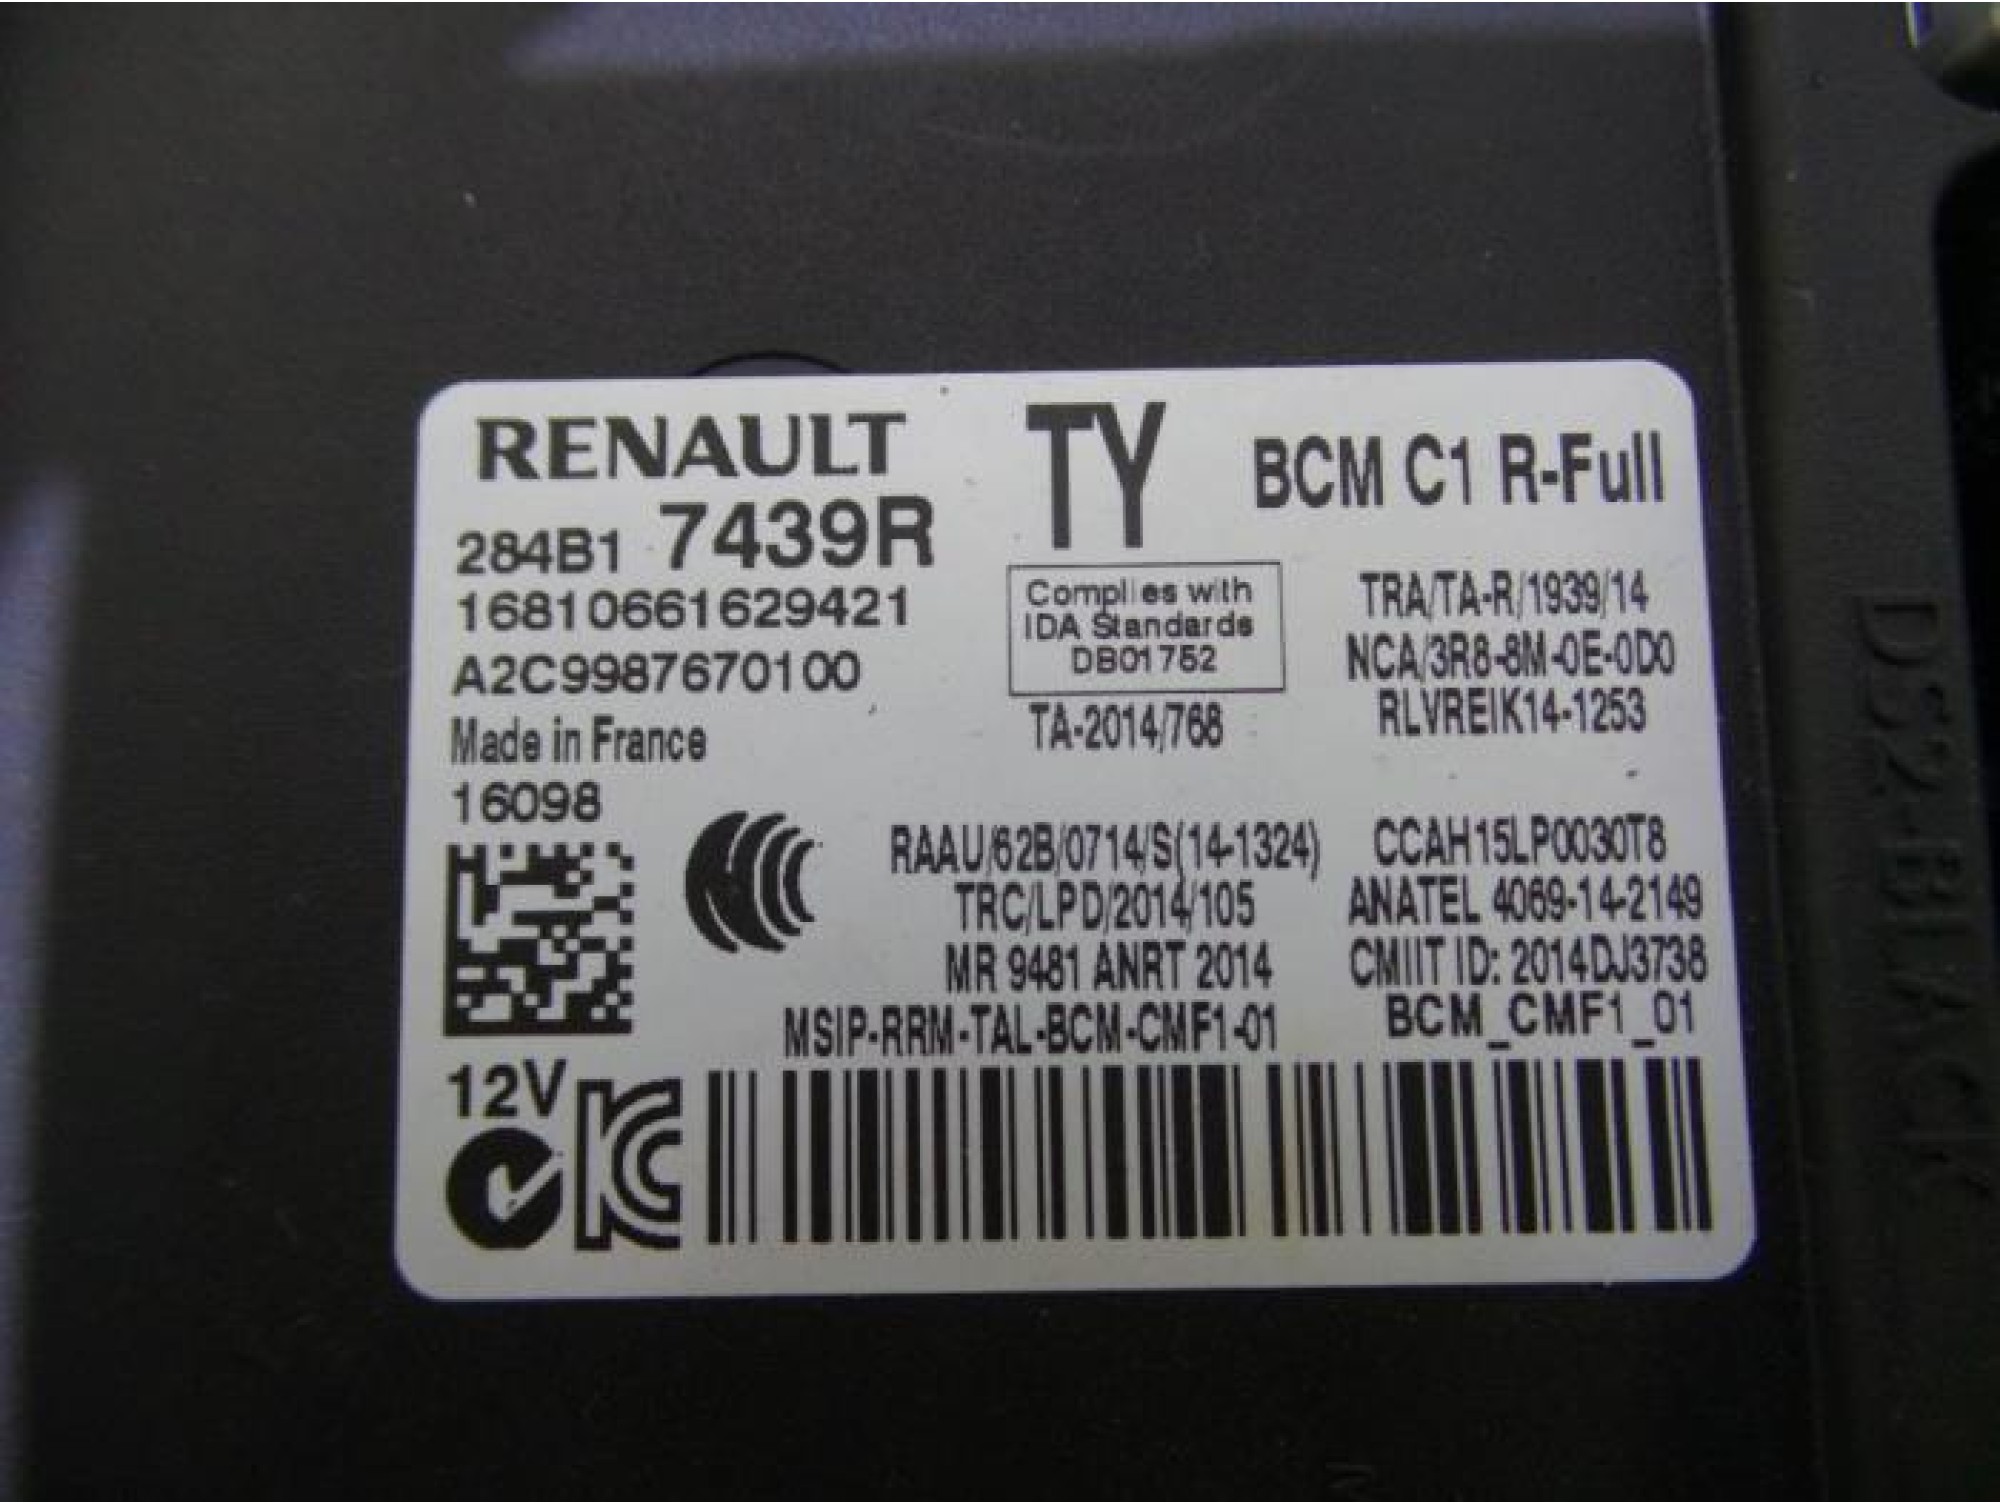 RENAULT
TY
BCM C1 R-Full
284B1 7439R
16810661629421
A2C9987670100
Made in France
16098
Complies with
IDA Standards
DB01752
TA-2014/768
TRA/TA-R/1939/14
NCA/3R8-8M-0E-0D0
RLVREIK14-1253
RAAU/62B/0714/S(14-1324)
TRC/LPD/2014/105
MR 9481 ANRT 2014
MSIP-RRM-TAL-BCM-CMF1-01
CCAH15LP0030T8
ANATEL 4069-14-2149
CMIIT ID: 2014DJ3738
BCM_CMF1_01
12V
DS2-BLACK